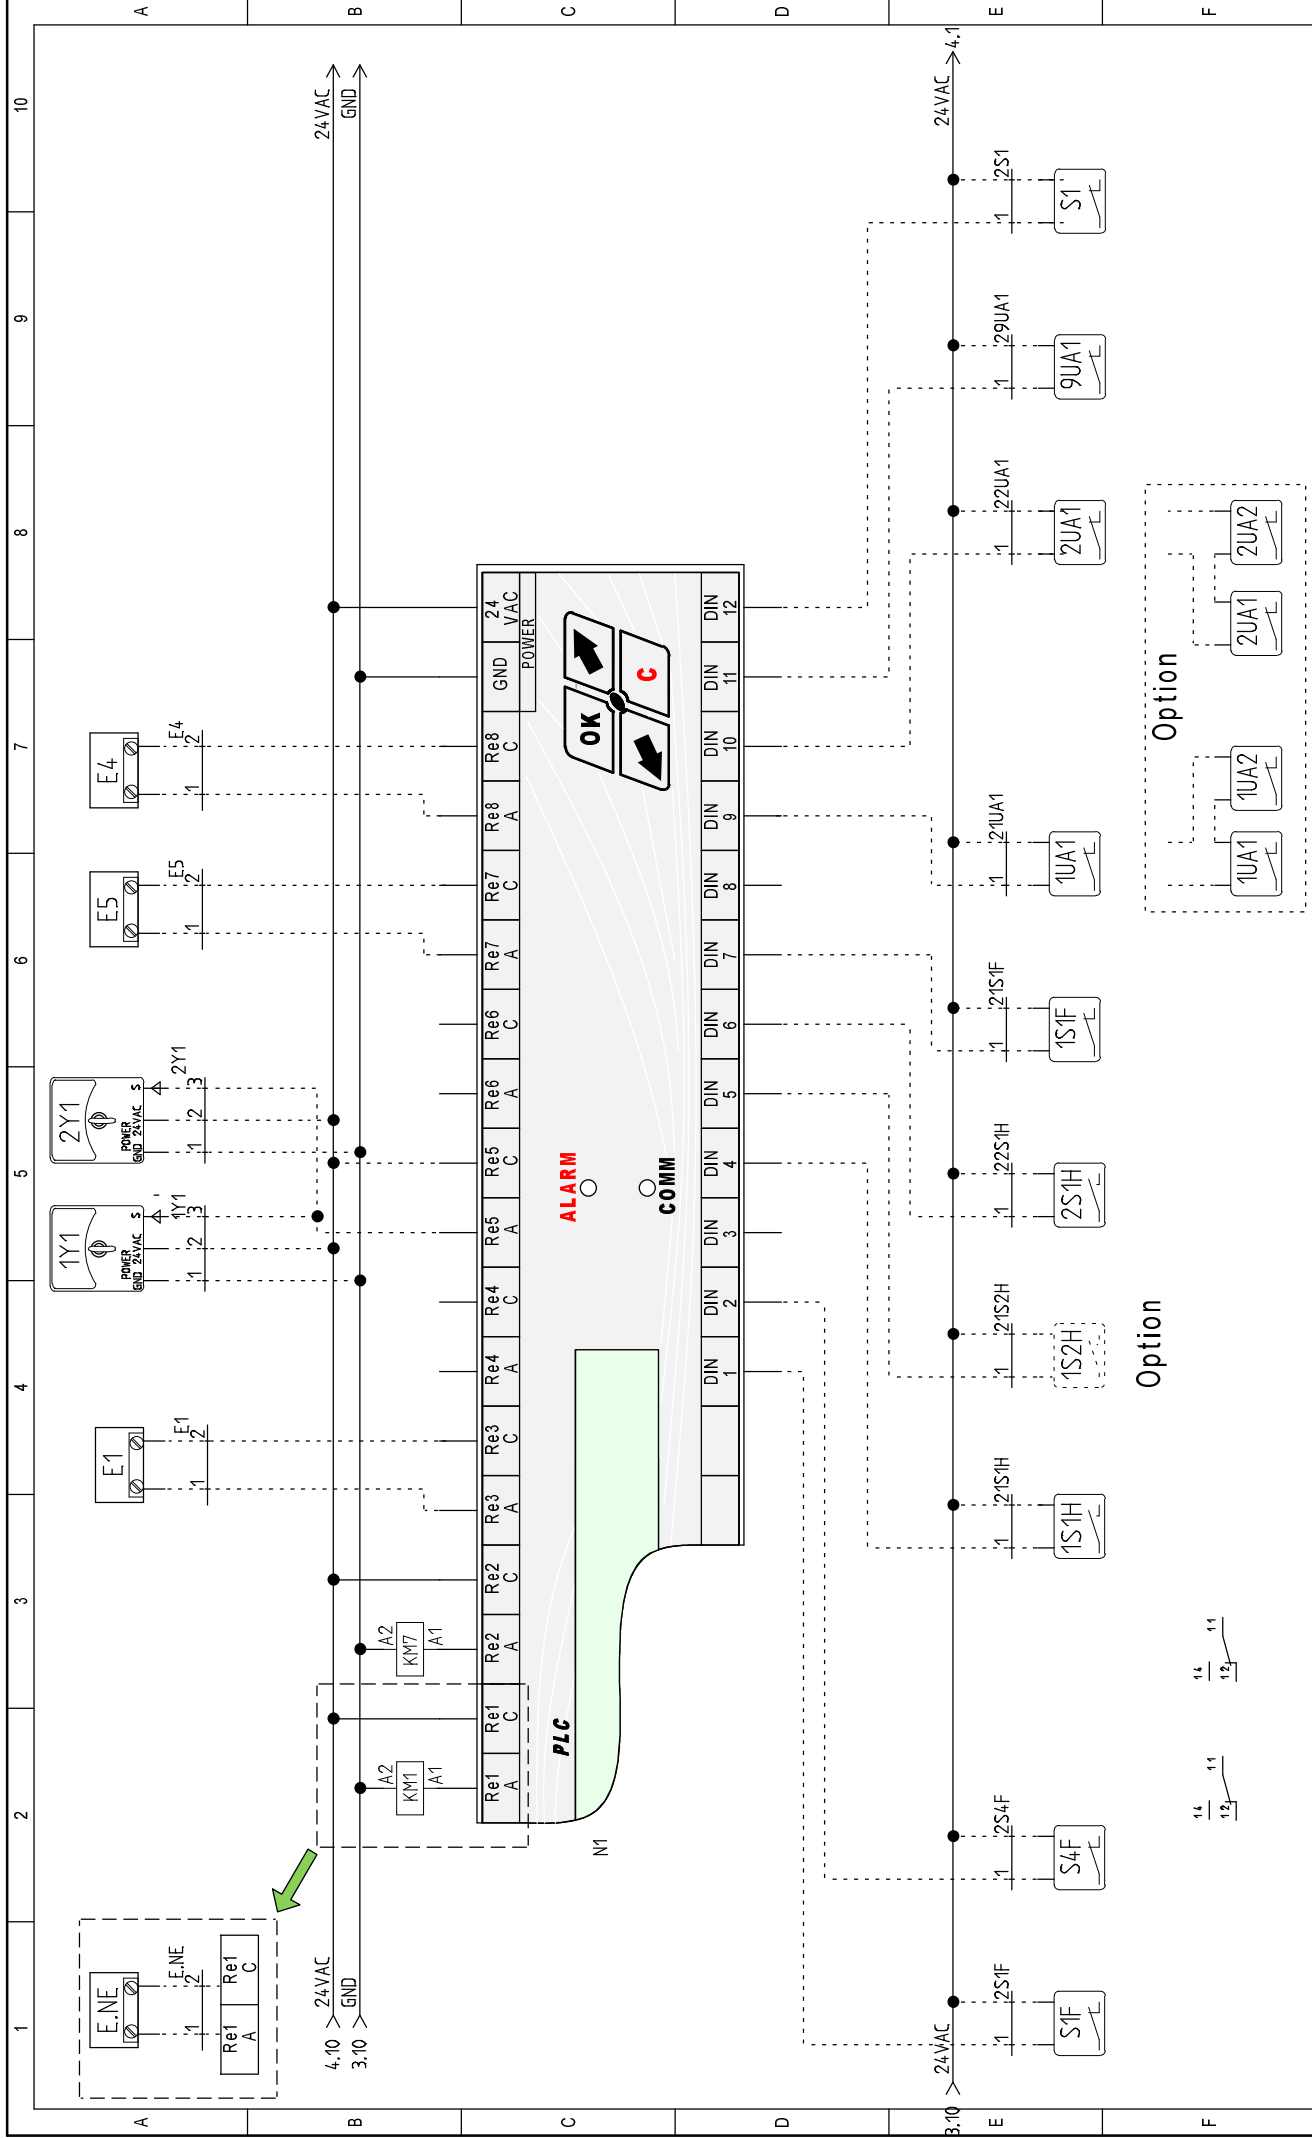 A
B
C
D
E
F
10
9
8
7
6
5
4
3
2
1
E.NE
E.NE
1 2
Re1 A
Re1 C
E1
E1
1 2
1Y1
POWER
GND 24VAC S
1Y1
1 2 3
2Y1
POWER
GND 24VAC S
2Y1
1 2 3
E5
E5
1 2
E4
E4
1 2
4.10 24VAC
3.10 GND
24VAC
GND
A2
KM1
A1
A2
KM7
A1
Re1 A
Re1 C
Re2 A
Re2 C
Re3 A
Re3 C
Re4 A
Re4 C
Re5 A
Re5 C
Re6 A
Re6 C
Re7 A
Re7 C
Re8 A
Re8 C
GND
24 VAC
POWER
N1
PLC
ALARM
COMM
OK
C
DIN 1
DIN 2
DIN 3
DIN 4
DIN 5
DIN 6
DIN 7
DIN 8
DIN 9
DIN 10
DIN 11
DIN 12
3.10 24VAC
24VAC 4.1
1 2S1F
S1F
1 2S4F
S4F
1 21S1H
1S1H
1 21S2H
1S2H
Option
1 22S1H
2S1H
1 21S1F
1S1F
1 21UA1
1UA1
1 22UA1
2UA1
1 29UA1
9UA1
1 2S1
S1
14
12
11
14
12
11
Option
1UA1
1UA2
2UA1
2UA2
A
B
C
D
E
F